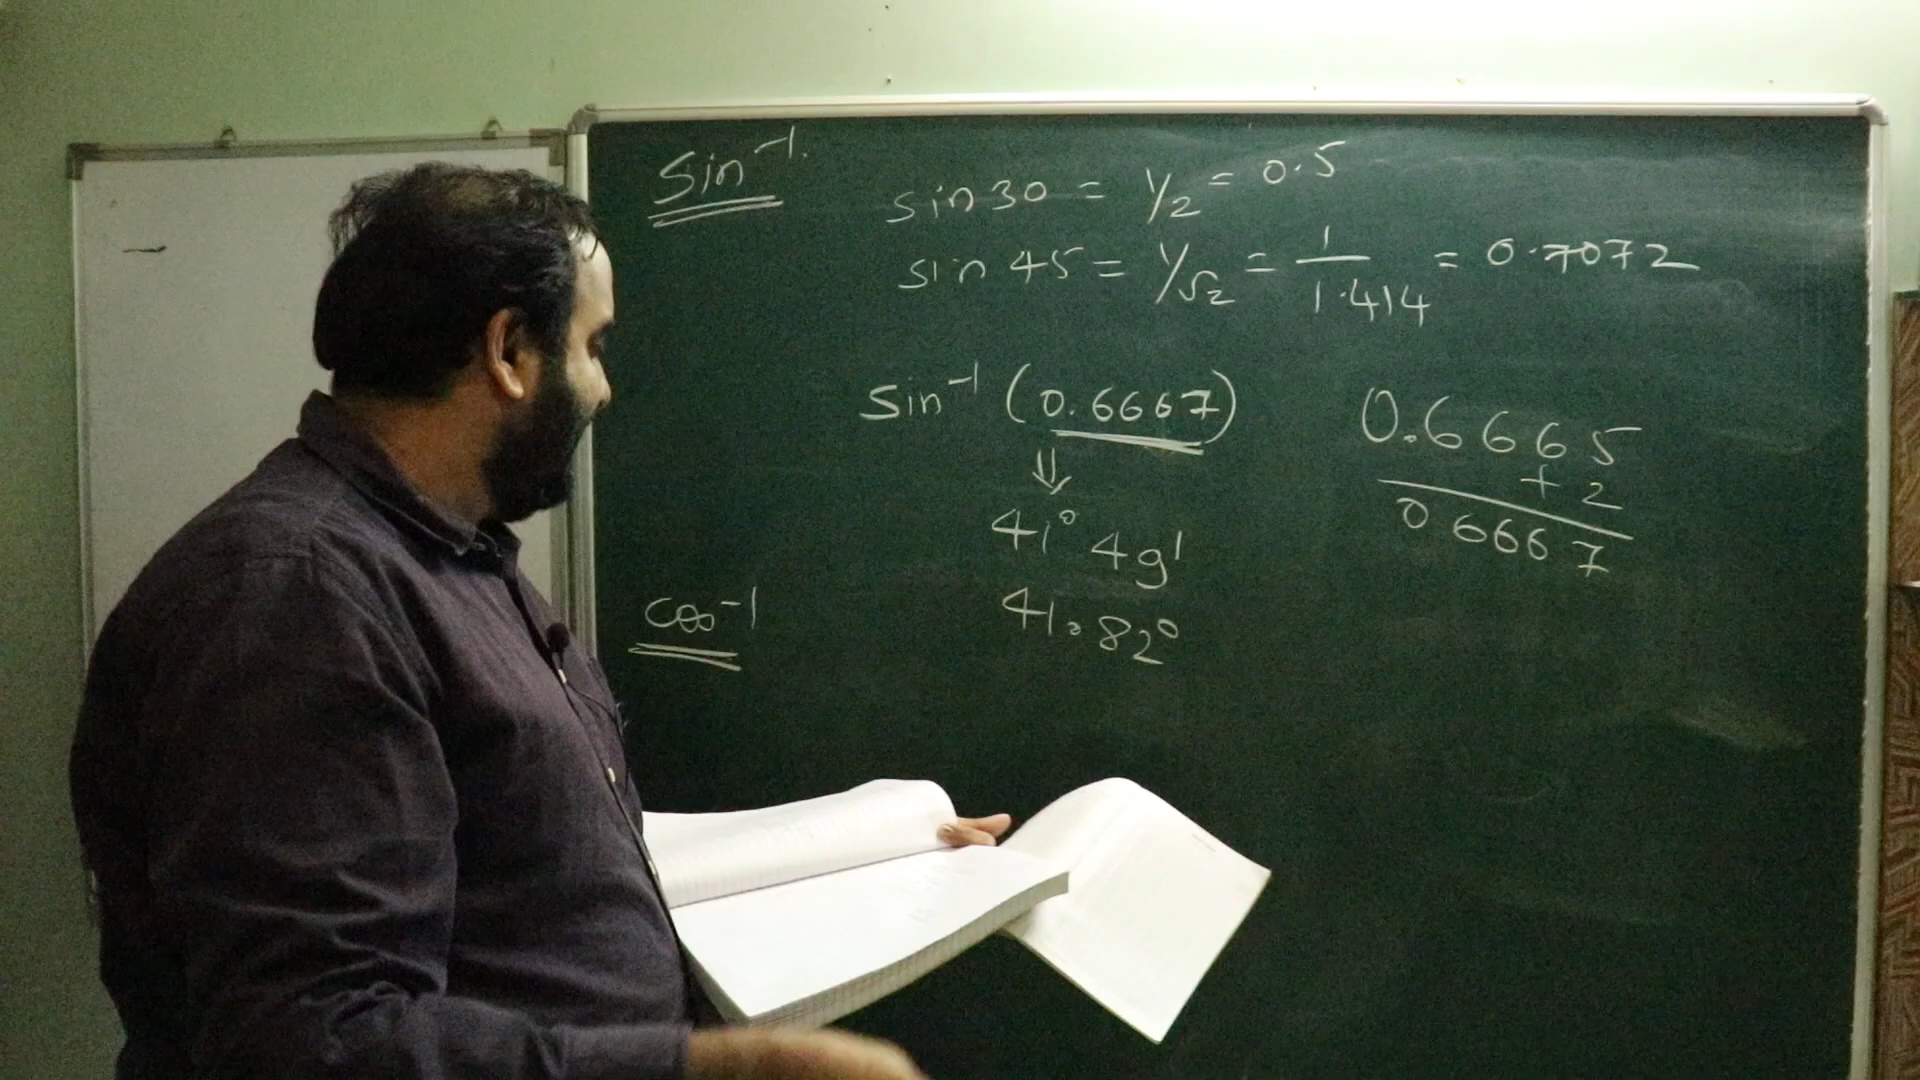 Sin⁻¹.
sin 30 = 1/2 = 0.5
sin 45 = 1/√2 = 1/1.414 = 0.7072
sin⁻¹ (0.6667)
⇓
41° 49'
41.82°
0.6665
+ 2
0 6667
cos⁻¹